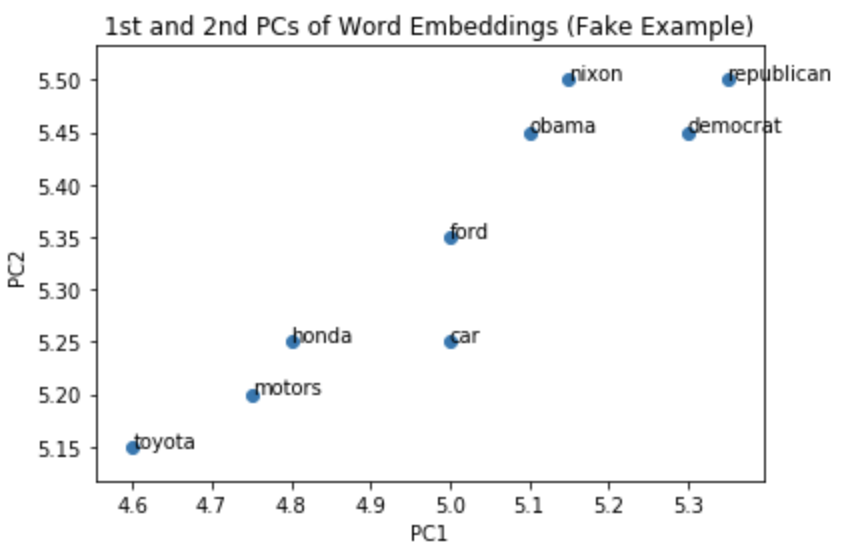 1st and 2nd PCs of Word Embeddings (Fake Example)
5.50
nixon
republican
5.45
obama
democrat
5.40
5.35
ford
PC2
5.30
5.25
honda
car
5.20
motors
5.15
toyota
4.6 4.7 4.8 4.9 5.0 5.1 5.2 5.3
PC1